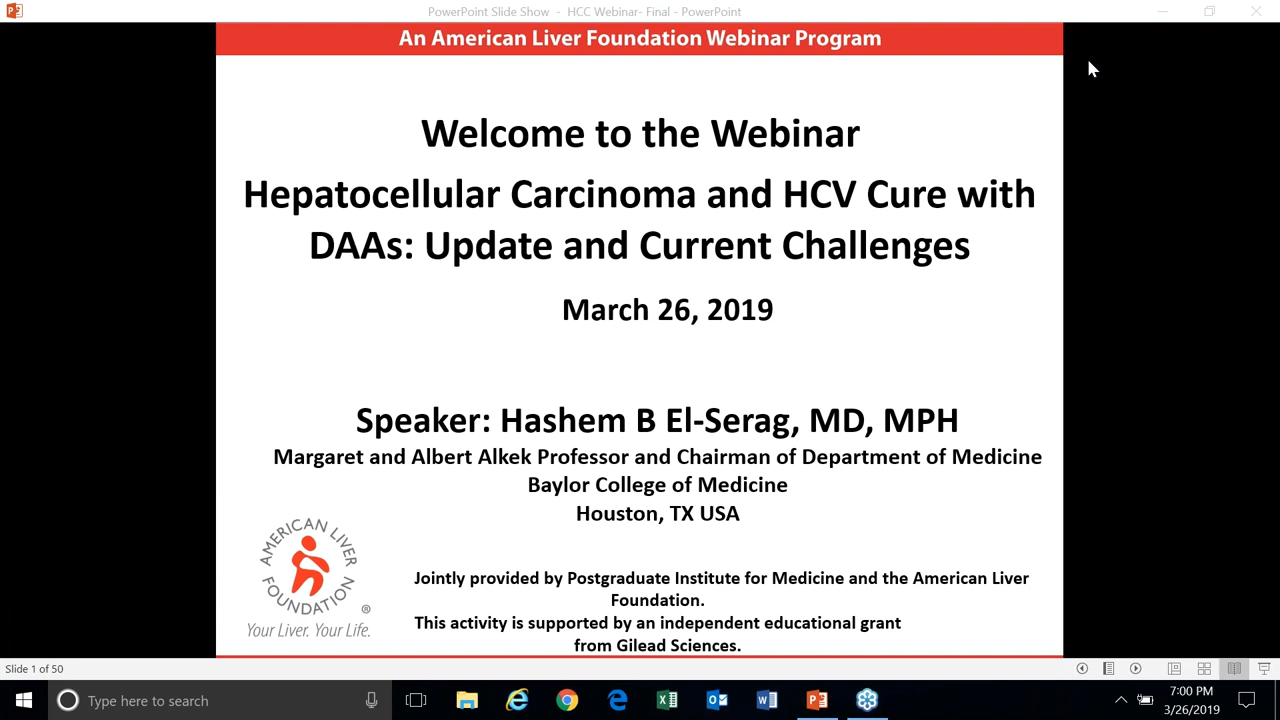 PowerPoint Slide Show - HCC Webinar- Final - PowerPoint
An American Liver Foundation Webinar Program
Welcome to the Webinar
Hepatocellular Carcinoma and HCV Cure with
DAAs: Update and Current Challenges
March 26, 2019
Speaker: Hashem B El-Serag, MD, MPH
Margaret and Albert Alkek Professor and Chairman of Department of Medicine
Baylor College of Medicine
Houston, TX USA
AMERICAN LIVER
FOUNDATION
®
Your Liver. Your Life.
Jointly provided by Postgraduate Institute for Medicine and the American Liver
Foundation.
This activity is supported by an independent educational grant
from Gilead Sciences.
Slide 1 of 50
Type here to search
7:00 PM
3/26/2019